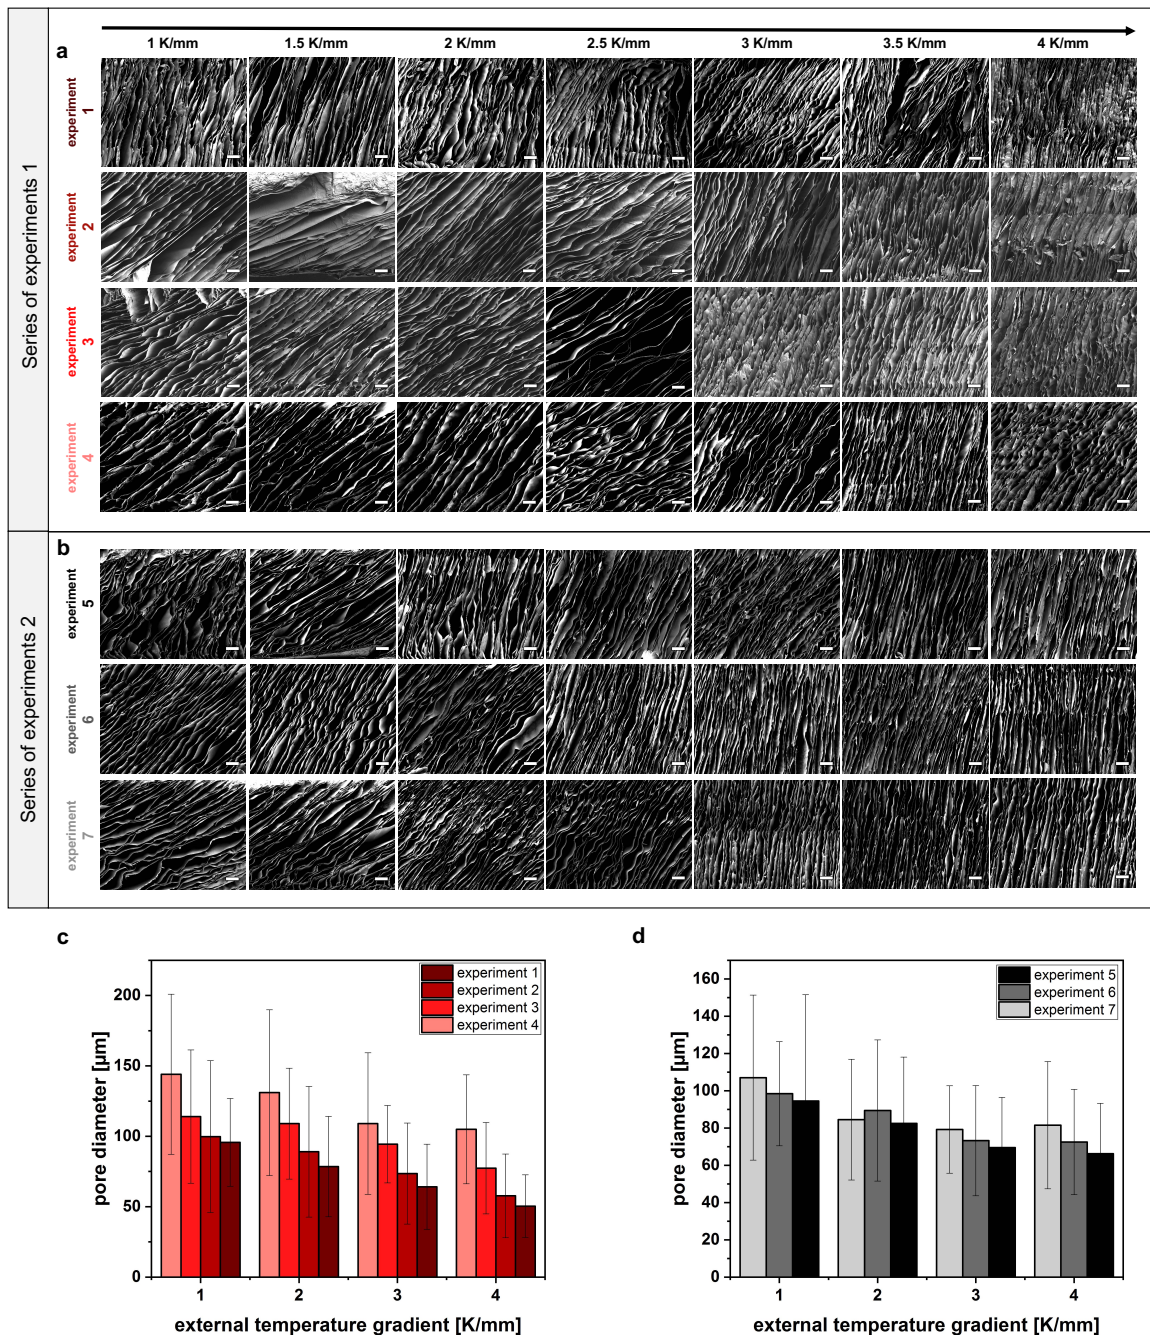 1 K/mm 1.5 K/mm 2 K/mm 2.5 K/mm 3 K/mm 3.5 K/mm 4 K/mm
Series of experiments 1
a
experiment
1
experiment
2
experiment
3
experiment
4
Series of experiments 2
b
experiment
5
experiment
6
experiment
7
c
pore diameter [µm]
200
150
100
50
0
experiment 1
experiment 2
experiment 3
experiment 4
1 2 3 4
external temperature gradient [K/mm]
d
pore diameter [µm]
160
140
120
100
80
60
40
20
0
experiment 5
experiment 6
experiment 7
1 2 3 4
external temperature gradient [K/mm]